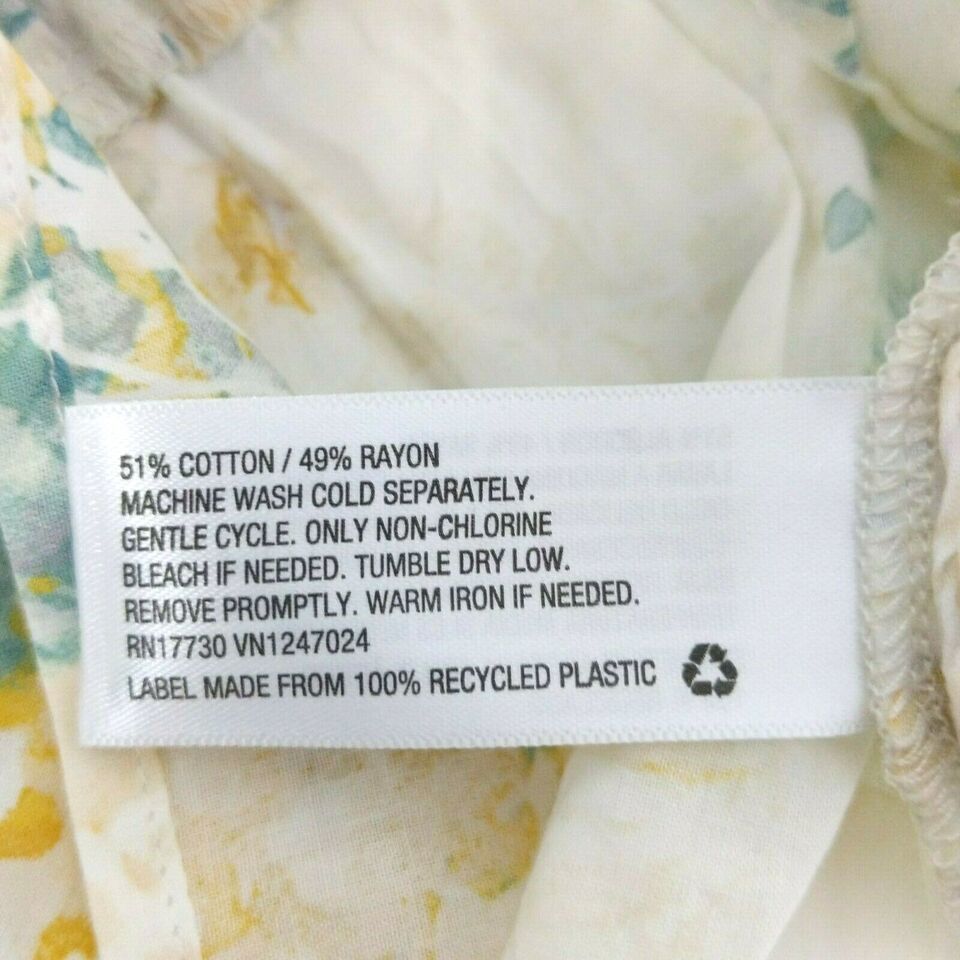 51% COTTON / 49% RAYON
MACHINE WASH COLD SEPARATELY.
GENTLE CYCLE. ONLY NON-CHLORINE
BLEACH IF NEEDED. TUMBLE DRY LOW.
REMOVE PROMPTLY. WARM IRON IF NEEDED.
RN17730 VN1247024
LABEL MADE FROM 100% RECYCLED PLASTIC